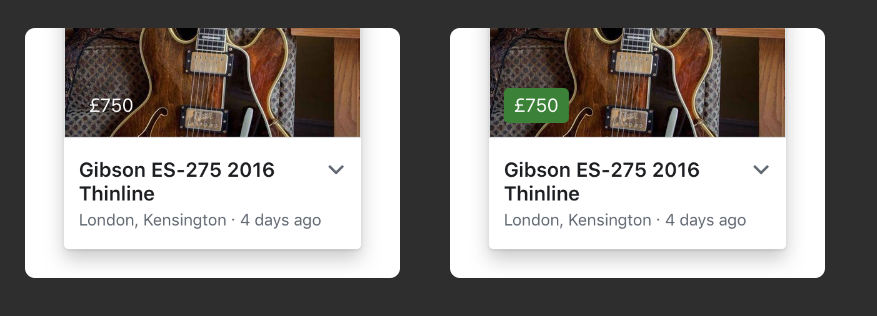 £750
Gibson ES-275 2016
Thinline
London, Kensington · 4 days ago
£750
Gibson ES-275 2016
Thinline
London, Kensington · 4 days ago